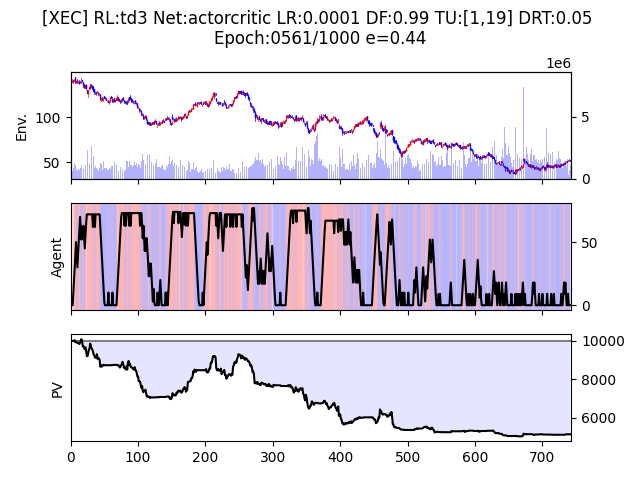 [XEC] RL:td3 Net:actorcritic LR:0.0001 DF:0.99 TU:[1,19] DRT:0.05
Epoch:0561/1000 e=0.44
1e6
Env.
100
50
5
0
Agent
50
0
PV
10000
8000
6000
0 100 200 300 400 500 600 700